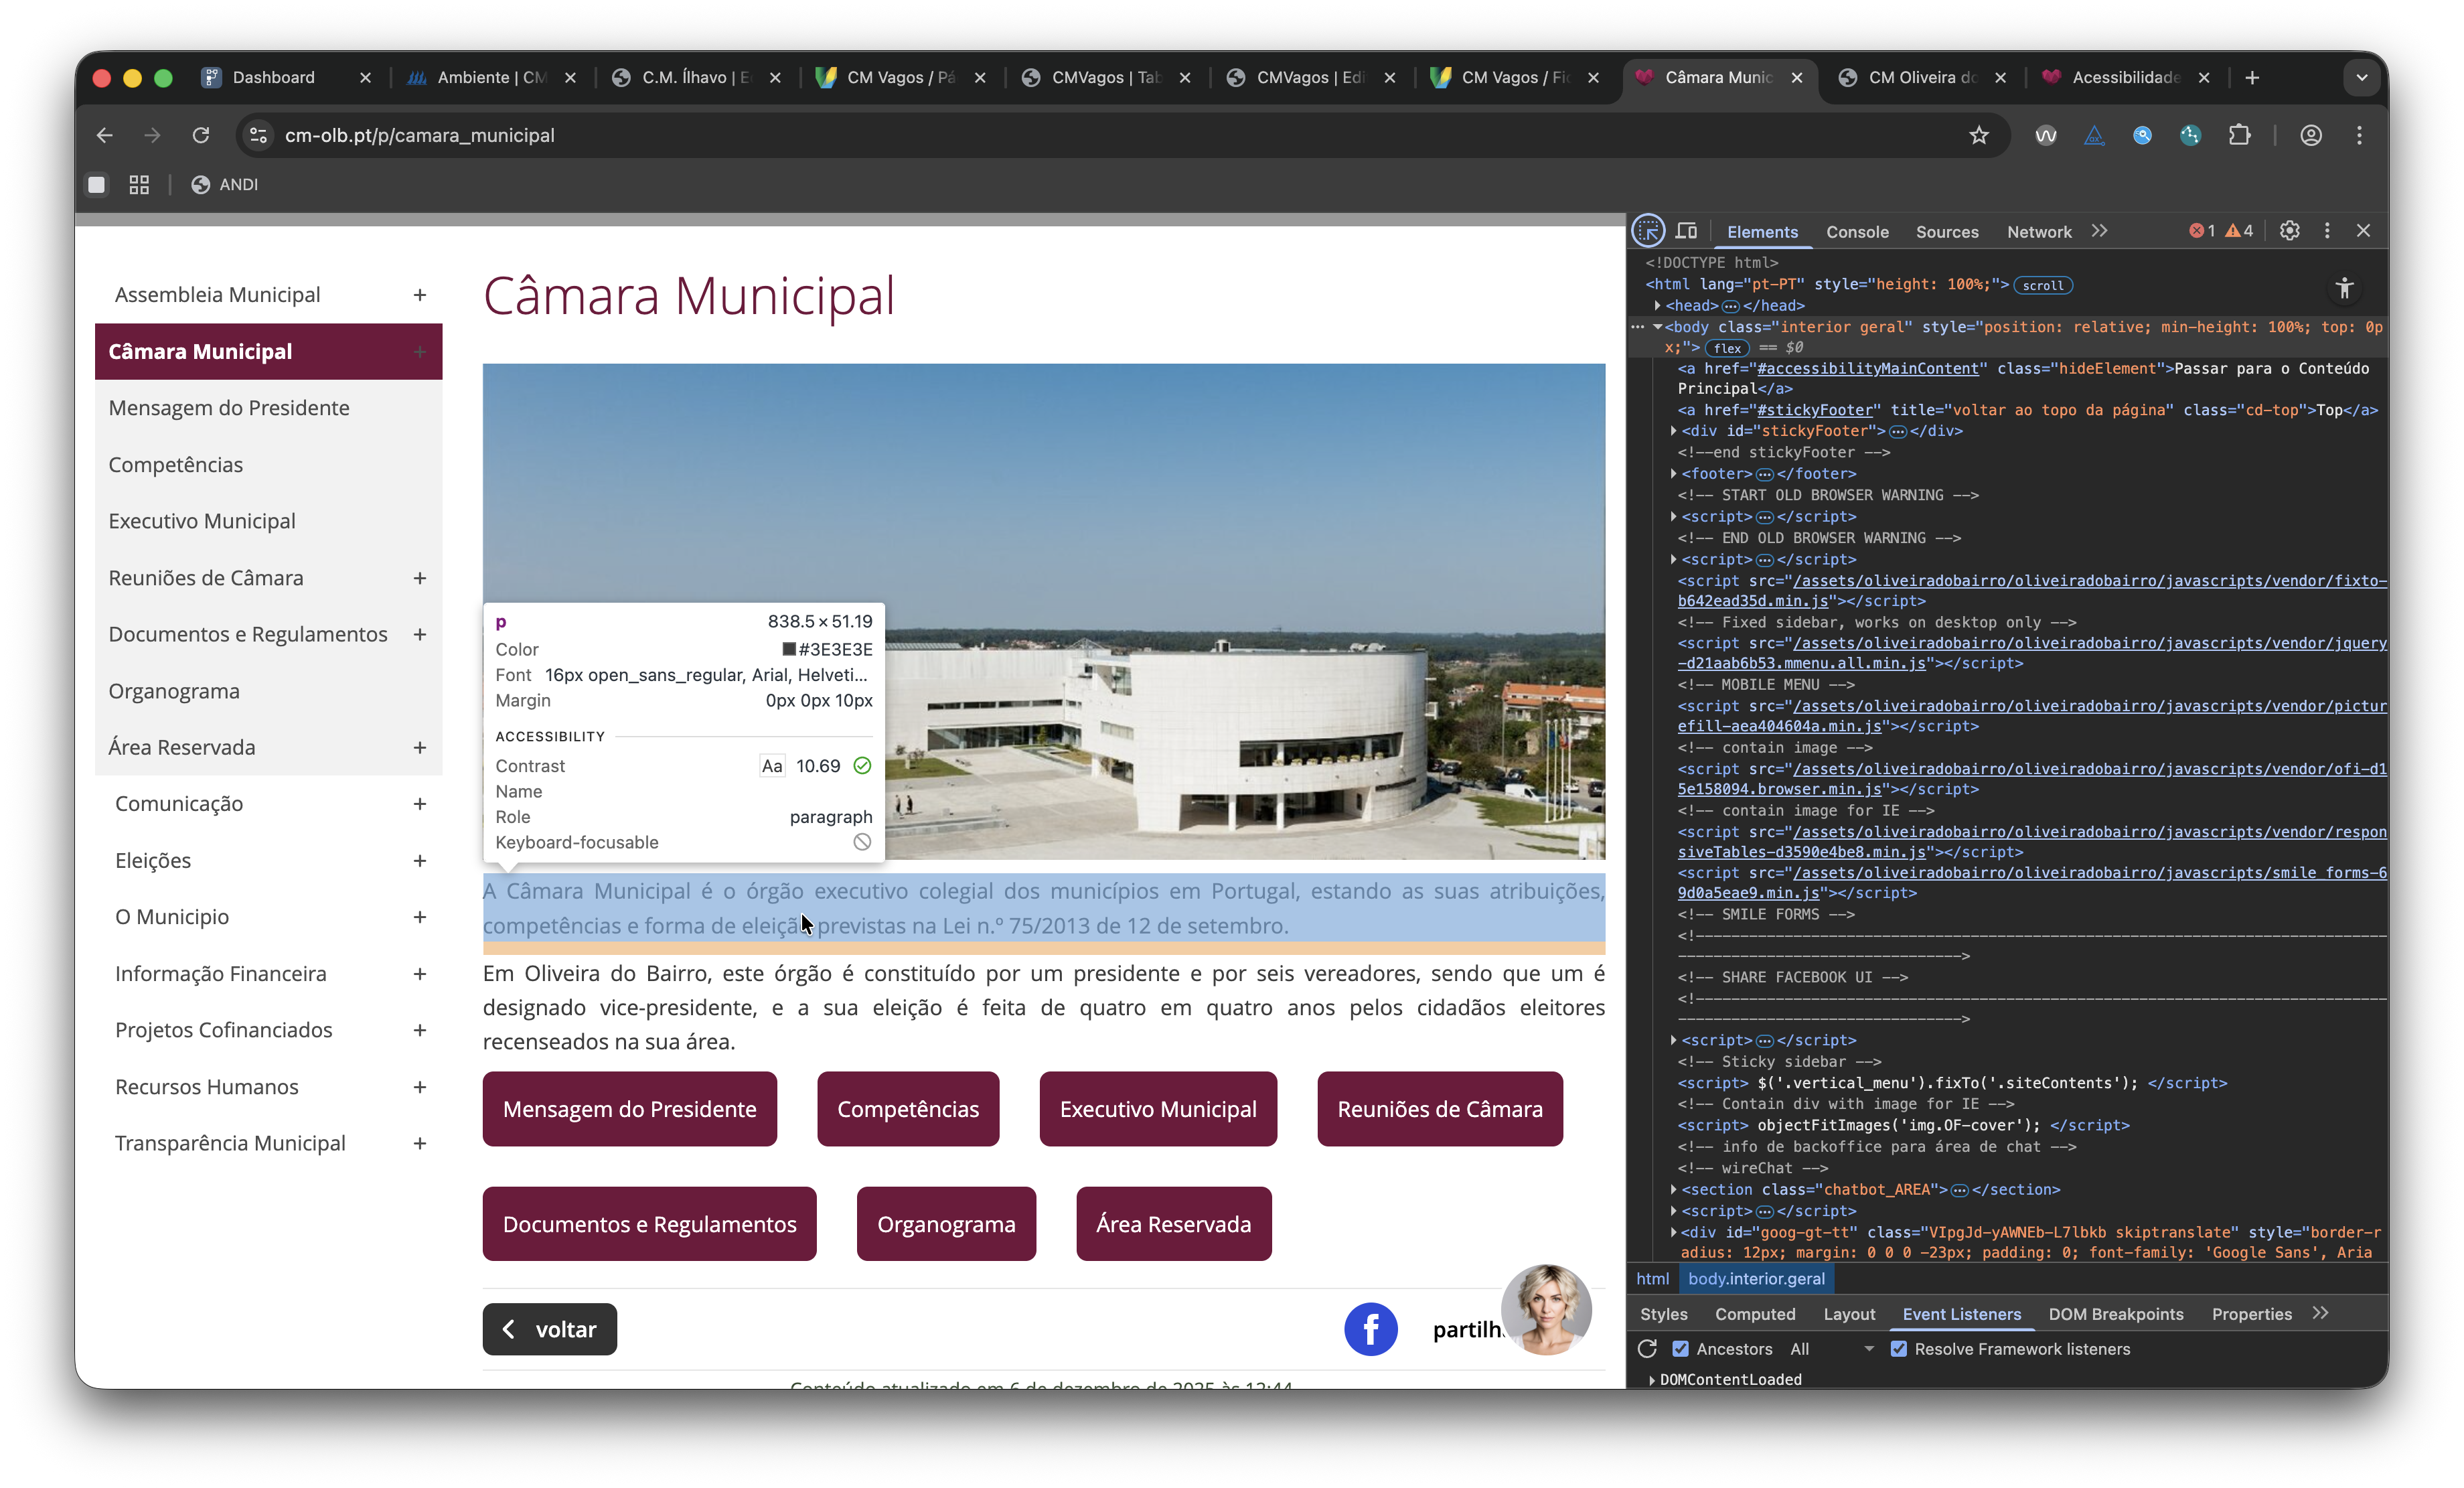 Dashboard
Ambiente | CM
C.M. Ílhavo | E
CM Vagos / Pá
CMVagos | Tab
CMVagos | Edi
CM Vagos / Fic
Câmara Munic
CM Oliveira do
Acessibilidade
cm-olb.pt/p/camara_municipal
ANDI
Assembleia Municipal +
Câmara Municipal +
Mensagem do Presidente
Competências
Executivo Municipal
Reuniões de Câmara +
Documentos e Regulamentos +
Organograma
Área Reservada +
Comunicação +
Eleições +
O Municipio +
Informação Financeira +
Projetos Cofinanciados +
Recursos Humanos +
Transparência Municipal +
Câmara Municipal
p 838.5 × 51.19
Color #3E3E3E
Font 16px open_sans_regular, Arial, Helveti...
Margin 0px 0px 10px
ACCESSIBILITY
Contrast Aa 10.69
Name
Role paragraph
Keyboard-focusable
A Câmara Municipal é o órgão executivo colegial dos municípios em Portugal, estando as suas atribuições,
competências e forma de eleição previstas na Lei n.º 75/2013 de 12 de setembro.
Em Oliveira do Bairro, este órgão é constituído por um presidente e por seis vereadores, sendo que um é
designado vice-presidente, e a sua eleição é feita de quatro em quatro anos pelos cidadãos eleitores
recenseados na sua área.
Mensagem do Presidente
Competências
Executivo Municipal
Reuniões de Câmara
Documentos e Regulamentos
Organograma
Área Reservada
voltar
partilh
Conteúdo atualizado em 6 de dezembro de 2025 às 12:44
Elements Console Sources Network 1 4
<!DOCTYPE html>
<html lang="pt-PT" style="height: 100%;"> scroll
<head> ... </head>
<body class="interior geral" style="position: relative; min-height: 100%; top: 0p
x;"> flex == $0
<a href="#accessibilityMainContent" class="hideElement">Passar para o Conteúdo
Principal</a>
<a href="#stickyFooter" title="voltar ao topo da página" class="cd-top">Top</a>
<div id="stickyFooter"> ... </div>
<!--end stickyFooter -->
<footer> ... </footer>
<!-- START OLD BROWSER WARNING -->
<script> ... </script>
<!-- END OLD BROWSER WARNING -->
<script> ... </script>
<script src="/assets/oliveiradobairro/oliveiradobairro/javascripts/vendor/fixto-
b642ead35d.min.js"></script>
<!-- Fixed sidebar, works on desktop only -->
<script src="/assets/oliveiradobairro/oliveiradobairro/javascripts/vendor/jquery
-d21aab6b53.mmenu.all.min.js"></script>
<!-- MOBILE MENU -->
<script src="/assets/oliveiradobairro/oliveiradobairro/javascripts/vendor/pictur
efill-aea404604a.min.js"></script>
<!-- contain image -->
<script src="/assets/oliveiradobairro/oliveiradobairro/javascripts/vendor/ofi-d1
5e158094.browser.min.js"></script>
<!-- contain image for IE -->
<script src="/assets/oliveiradobairro/oliveiradobairro/javascripts/vendor/respon
siveTables-d3590e4be8.min.js"></script>
<script src="/assets/oliveiradobairro/oliveiradobairro/javascripts/smile_forms-6
9d0a5eae9.min.js"></script>
<!-- SMILE FORMS -->
<!------------------------------------------------------------------
-------------------------->
<!-- SHARE FACEBOOK UI -->
<!------------------------------------------------------------------
-------------------------->
<script> ... </script>
<!-- Sticky sidebar -->
<script> $('.vertical_menu').fixTo('.siteContents'); </script>
<!-- Contain div with image for IE -->
<script> objectFitImages('img.OF-cover'); </script>
<!-- info de backoffice para área de chat -->
<!-- wireChat -->
<section class="chatbot_AREA"> ... </section>
<script> ... </script>
<div id="goog-gt-tt" class="VIpgJd-yAWNEb-L7lbkb skiptranslate" style="border-r
adius: 12px; margin: 0 0 0 -23px; padding: 0; font-family: 'Google Sans', Aria
html body.interior.geral
Styles Computed Layout Event Listeners DOM Breakpoints Properties
Ancestors All Resolve Framework listeners
DOMContentLoaded